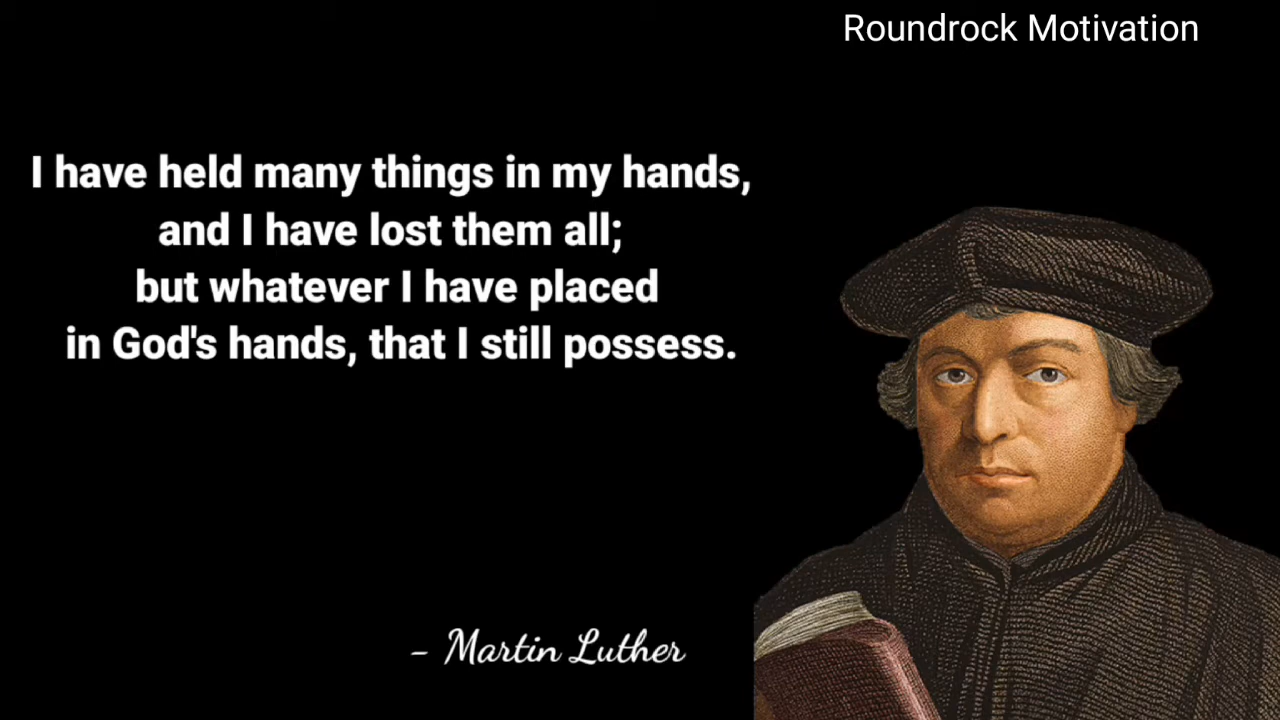 Roundrock Motivation
I have held many things in my hands,
and I have lost them all;
but whatever I have placed
in God's hands, that I still possess.
- Martin Luther